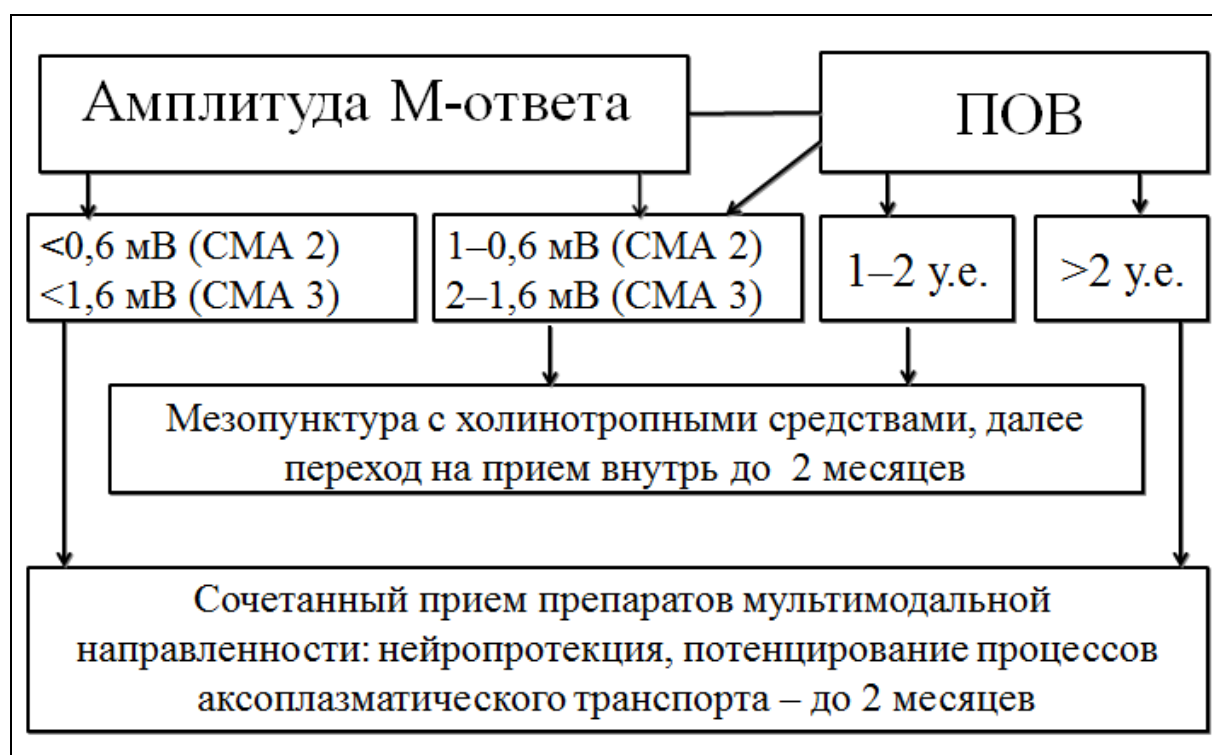 Амплитуда М-ответа
ПОВ
<0,6 мВ (СМА 2)
<1,6 мВ (СМА 3)
1–0,6 мВ (СМА 2)
2–1,6 мВ (СМА 3)
1–2 у.е.
>2 у.е.
Мезопунктура с холинотропными средствами, далее
переход на прием внутрь до 2 месяцев
Сочетанный прием препаратов мультимодальной
направленности: нейропротекция, потенцирование процессов
аксоплазматического транспорта – до 2 месяцев